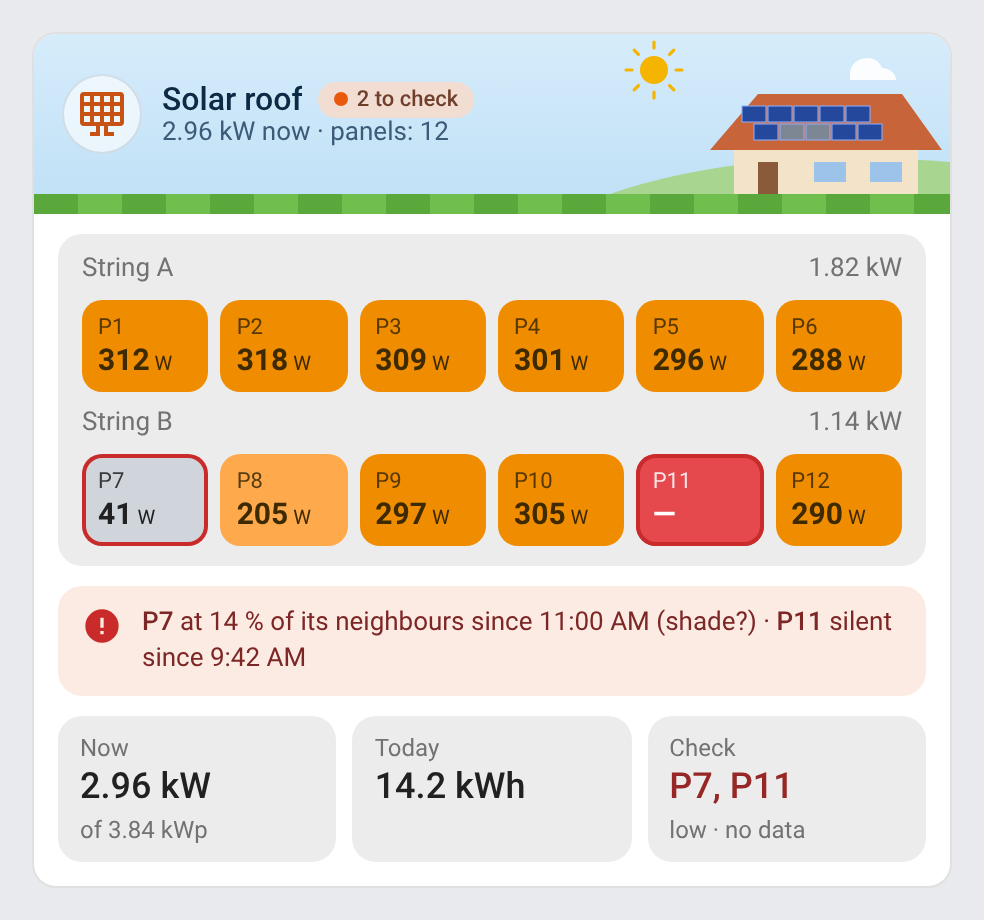 Solar roof
2 to check
2.96 kW now · panels: 12
String A 1.82 kW
P1 P2 P3 P4 P5 P6
312 W 318 W 309 W 301 W 296 W 288 W
String B 1.14 kW
P7 P8 P9 P10 P11 P12
41 W 205 W 297 W 305 W – 290 W
P7 at 14 % of its neighbours since 11:00 AM (shade?) · P11 silent
since 9:42 AM
Now
2.96 kW
of 3.84 kWp
Today
14.2 kWh
Check
P7, P11
low · no data